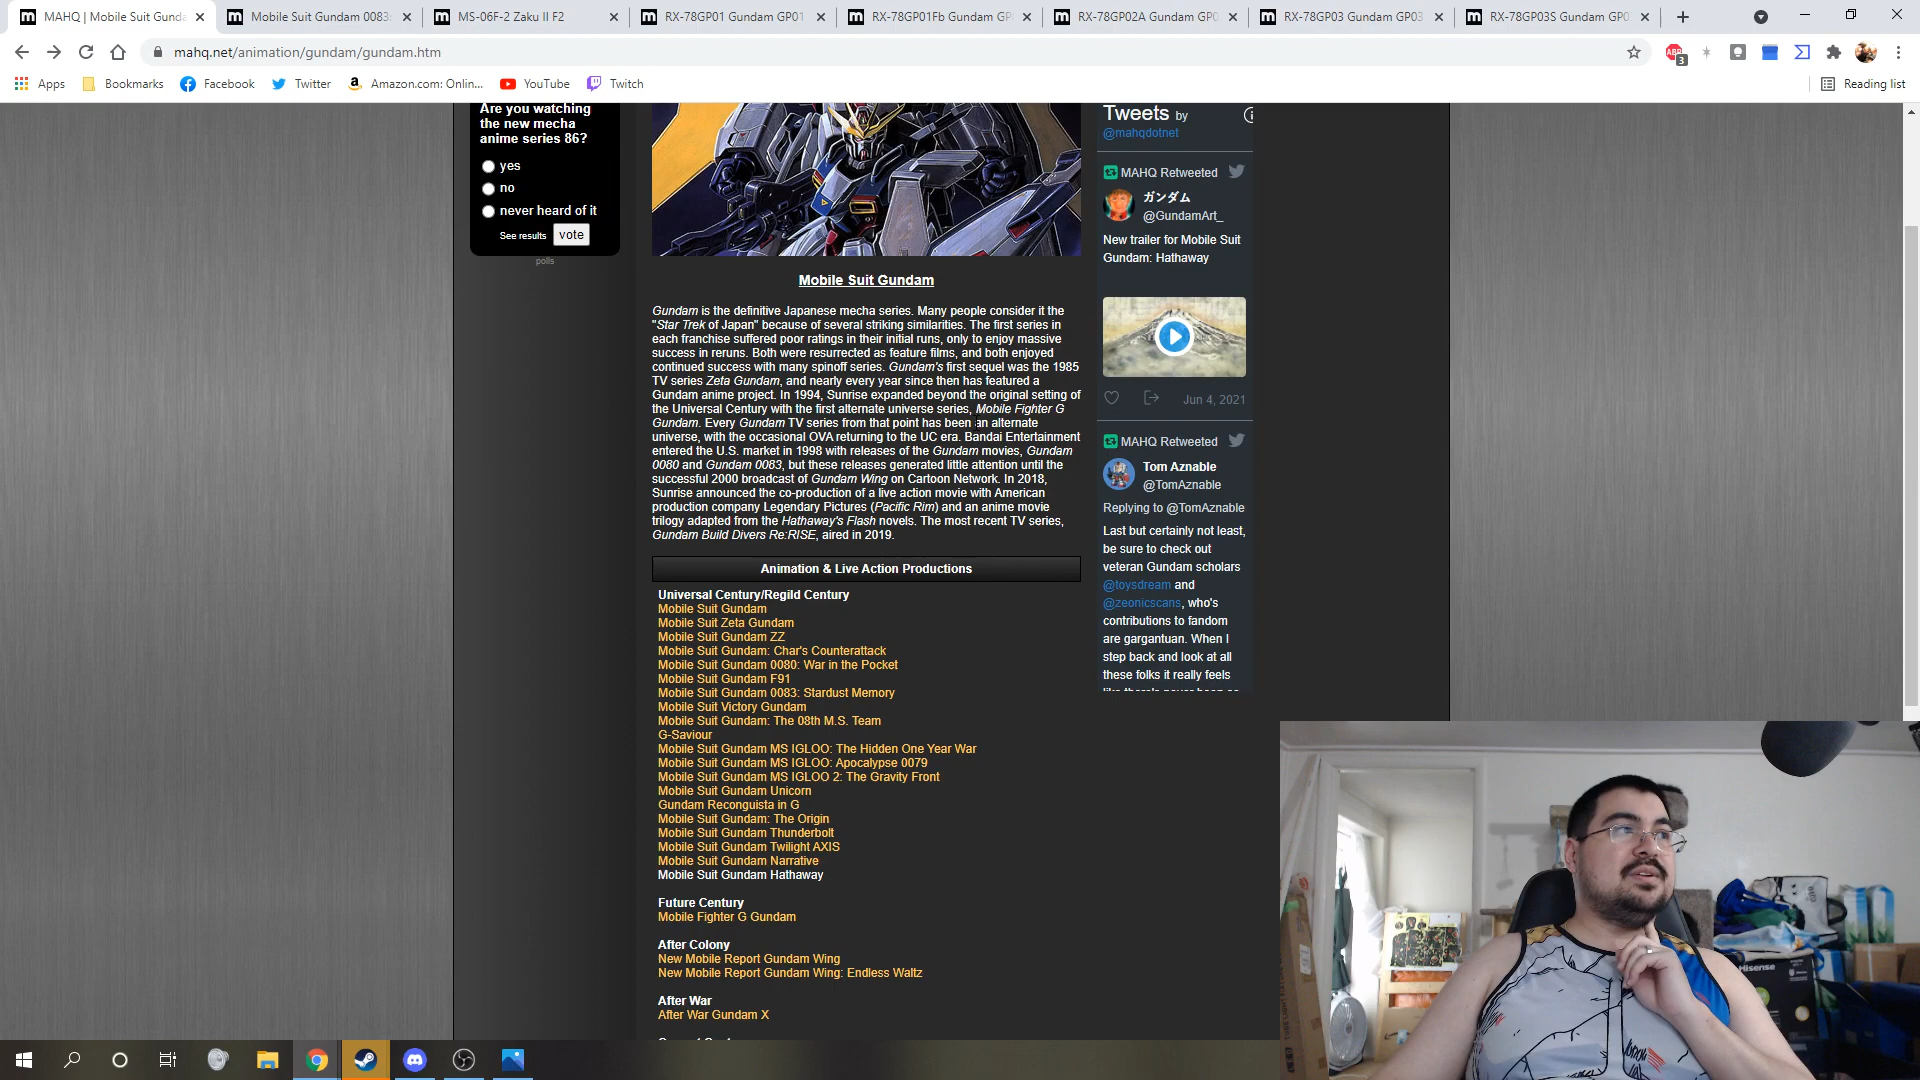 MAHQ | Mobile Suit Gunda
Mobile Suit Gundam 0083:
MS-06F-2 Zaku II F2
RX-78GP01 Gundam GP01
RX-78GP01Fb Gundam GP
RX-78GP02A Gundam GP0
RX-78GP03 Gundam GP03
RX-78GP03S Gundam GP0
mahq.net/animation/gundam/gundam.htm
ABP
3
Apps
Bookmarks
Facebook
Twitter
Amazon.com: Onlin...
YouTube
Twitch
Reading list
Are you watching
the new mecha
anime series 86?
yes
no
never heard of it
See results
vote
polls
Mobile Suit Gundam
Gundam is the definitive Japanese mecha series. Many people consider it the
"Star Trek of Japan" because of several striking similarities. The first series in
each franchise suffered poor ratings in their initial runs, only to enjoy massive
success in reruns. Both were resurrected as feature films, and both enjoyed
continued success with many spinoff series. Gundam's first sequel was the 1985
TV series Zeta Gundam, and nearly every year since then has featured a
Gundam anime project. In 1994, Sunrise expanded beyond the original setting of
the Universal Century with the first alternate universe series, Mobile Fighter G
Gundam. Every Gundam TV series from that point has been an alternate
universe, with the occasional OVA returning to the UC era. Bandai Entertainment
entered the U.S. market in 1998 with releases of the Gundam movies, Gundam
0080 and Gundam 0083, but these releases generated little attention until the
successful 2000 broadcast of Gundam Wing on Cartoon Network. In 2018,
Sunrise announced the co-production of a live action movie with American
production company Legendary Pictures (Pacific Rim) and an anime movie
trilogy adapted from the Hathaway's Flash novels. The most recent TV series,
Gundam Build Divers Re:RISE, aired in 2019.
Animation & Live Action Productions
Universal Century/Regild Century
Mobile Suit Gundam
Mobile Suit Zeta Gundam
Mobile Suit Gundam ZZ
Mobile Suit Gundam: Char's Counterattack
Mobile Suit Gundam 0080: War in the Pocket
Mobile Suit Gundam F91
Mobile Suit Gundam 0083: Stardust Memory
Mobile Suit Victory Gundam
Mobile Suit Gundam: The 08th M.S. Team
G-Saviour
Mobile Suit Gundam MS IGLOO: The Hidden One Year War
Mobile Suit Gundam MS IGLOO: Apocalypse 0079
Mobile Suit Gundam MS IGLOO 2: The Gravity Front
Mobile Suit Gundam Unicorn
Gundam Reconguista in G
Mobile Suit Gundam: The Origin
Mobile Suit Gundam Thunderbolt
Mobile Suit Gundam Twilight AXIS
Mobile Suit Gundam Narrative
Mobile Suit Gundam Hathaway
Future Century
Mobile Fighter G Gundam
After Colony
New Mobile Report Gundam Wing
New Mobile Report Gundam Wing: Endless Waltz
After War
After War Gundam X
Tweets by
@mahqdotnet
MAHQ Retweeted
ガンダム
@GundamArt_
New trailer for Mobile Suit
Gundam: Hathaway
Jun 4, 2021
MAHQ Retweeted
Tom Aznable
@TomAznable
Replying to @TomAznable
Last but certainly not least,
be sure to check out
veteran Gundam scholars
@toysdream and
@zeonicscans, who's
contributions to fandom
are gargantuan. When I
step back and look at all
these folks it really feels
Hisense